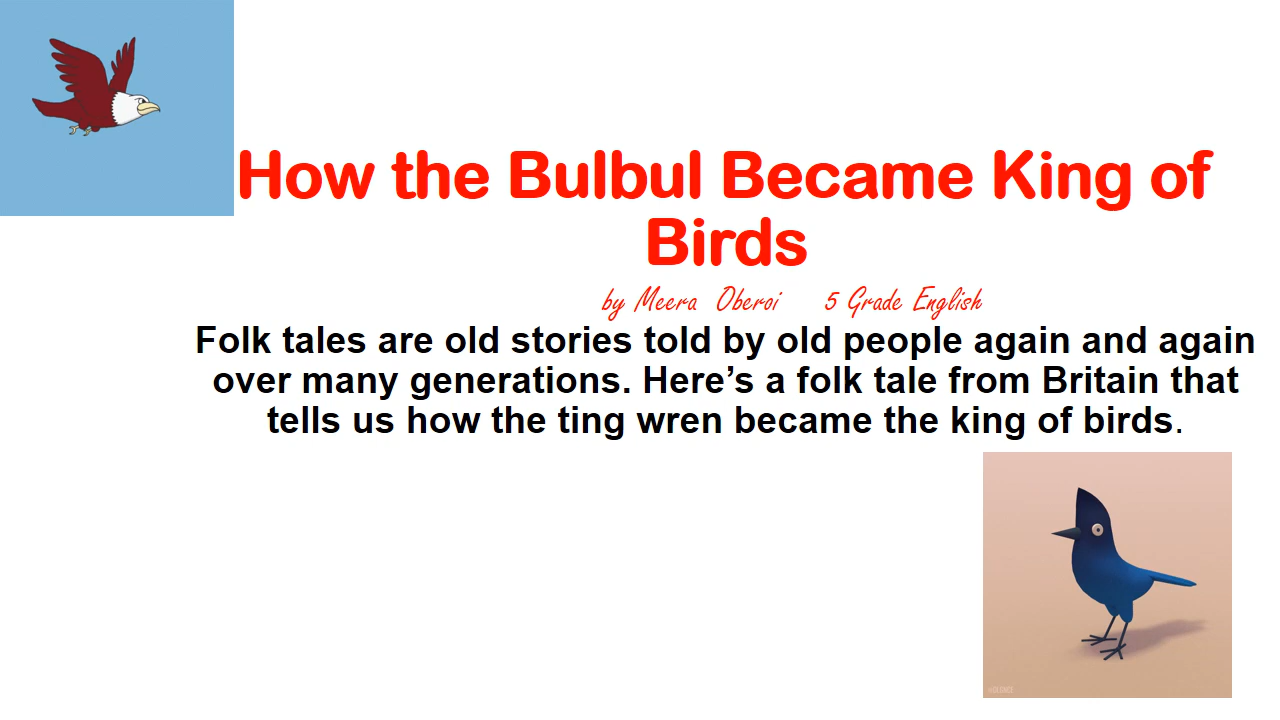 How the Bulbul Became King of
Birds
by Meera Oberoi 5 Grade English
Folk tales are old stories told by old people again and again
over many generations. Here’s a folk tale from Britain that
tells us how the ting wren became the king of birds.